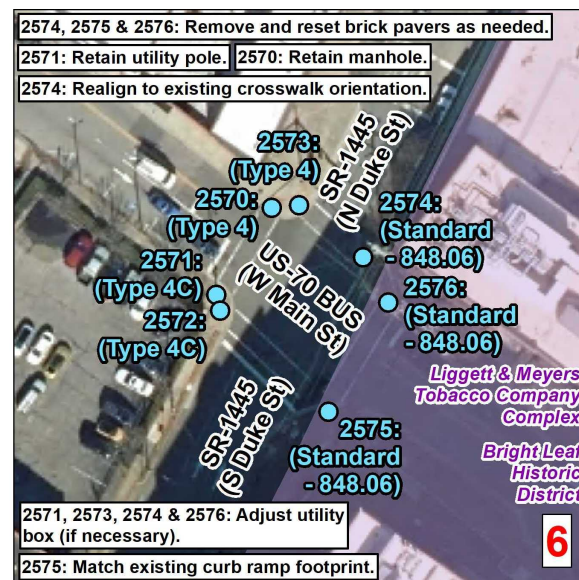 2574, 2575 & 2576: Remove and reset brick pavers as needed.
2571: Retain utility pole.
2570: Retain manhole.
2574: Realign to existing crosswalk orientation.
2573:
(Type 4)
SR-1445
(N Duke St)
2570:
(Type 4)
2574:
(Standard
- 848.06)
2571:
(Type 4C)
US-70 BUS
(W Main St)
2576:
(Standard
- 848.06)
2572:
(Type 4C)
Liggett & Meyers
Tobacco Company
Complex
SR-1445
(S Duke St)
2575:
(Standard
- 848.06)
Bright Leaf
Historic
District
2571, 2573, 2574 & 2576: Adjust utility
box (if necessary).
2575: Match existing curb ramp footprint.
6